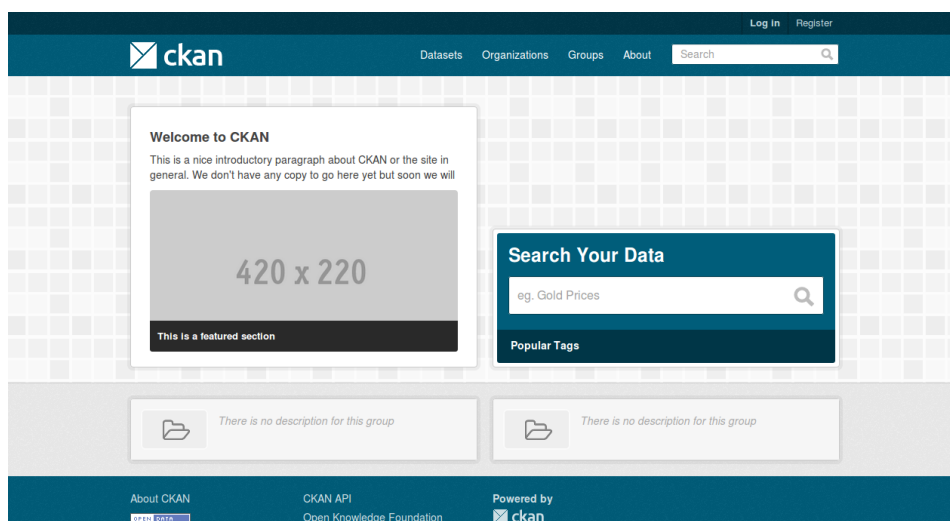 Log in Register
ckan
Datasets Organizations Groups About Search
Welcome to CKAN
This is a nice introductory paragraph about CKAN or the site in
general. We don't have any copy to go here yet but soon we will
420 x 220
This is a featured section
Search Your Data
eg. Gold Prices
Popular Tags
There is no description for this group
There is no description for this group
About CKAN
OPEN DATA
CKAN API
Open Knowledge Foundation
Powered by
ckan